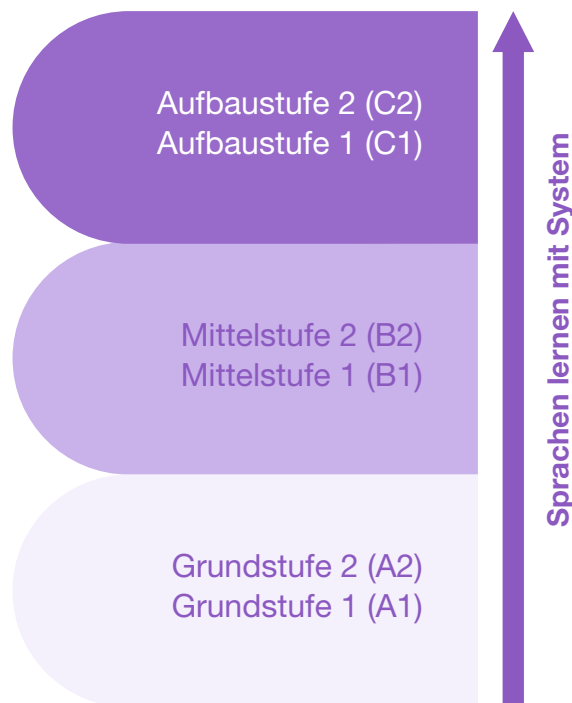 Aufbaustufe 2 (C2)
Aufbaustufe 1 (C1)
Mittelstufe 2 (B2)
Mittelstufe 1 (B1)
Grundstufe 2 (A2)
Grundstufe 1 (A1)
Sprachen lernen mit System